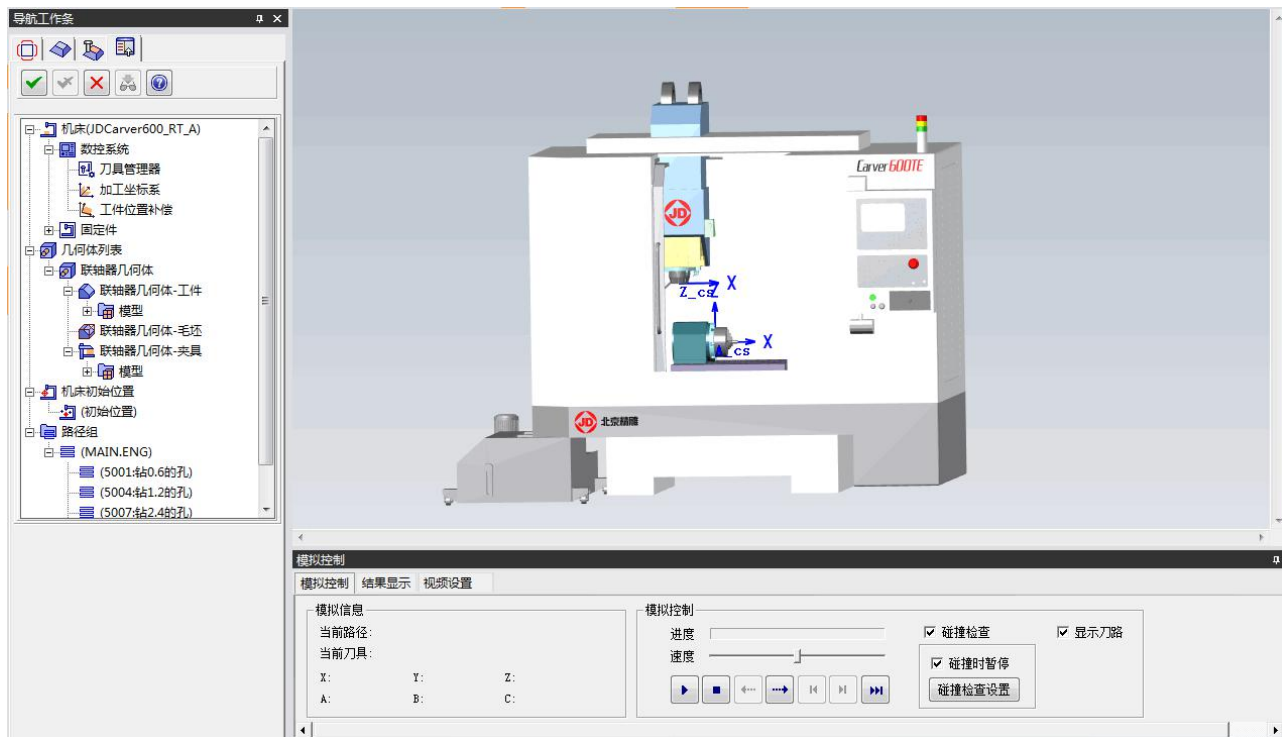 导航工作条
机床(JDCarver600_RT_A)
数控系统
刀具管理器
加工坐标系
工件位置补偿
固定件
几何体列表
联轴器几何体
联轴器几何体-工件
模型
联轴器几何体-毛坯
联轴器几何体-夹具
模型
机床初始位置
(初始位置)
路径组
(MAIN.ENG)
(5001:钻0.6的孔)
(5004:钻1.2的孔)
(5007:钻2.4的孔)
Carver 600TE
JD
X
Z_cs
Z
X
A_cs
JD 北京精雕
模拟控制
模拟控制 结果显示 视频设置
模拟信息
当前路径:
当前刀具:
X: Y: Z:
A: B: C:
模拟控制
进度
速度
碰撞检查
显示刀路
碰撞时暂停
碰撞检查设置